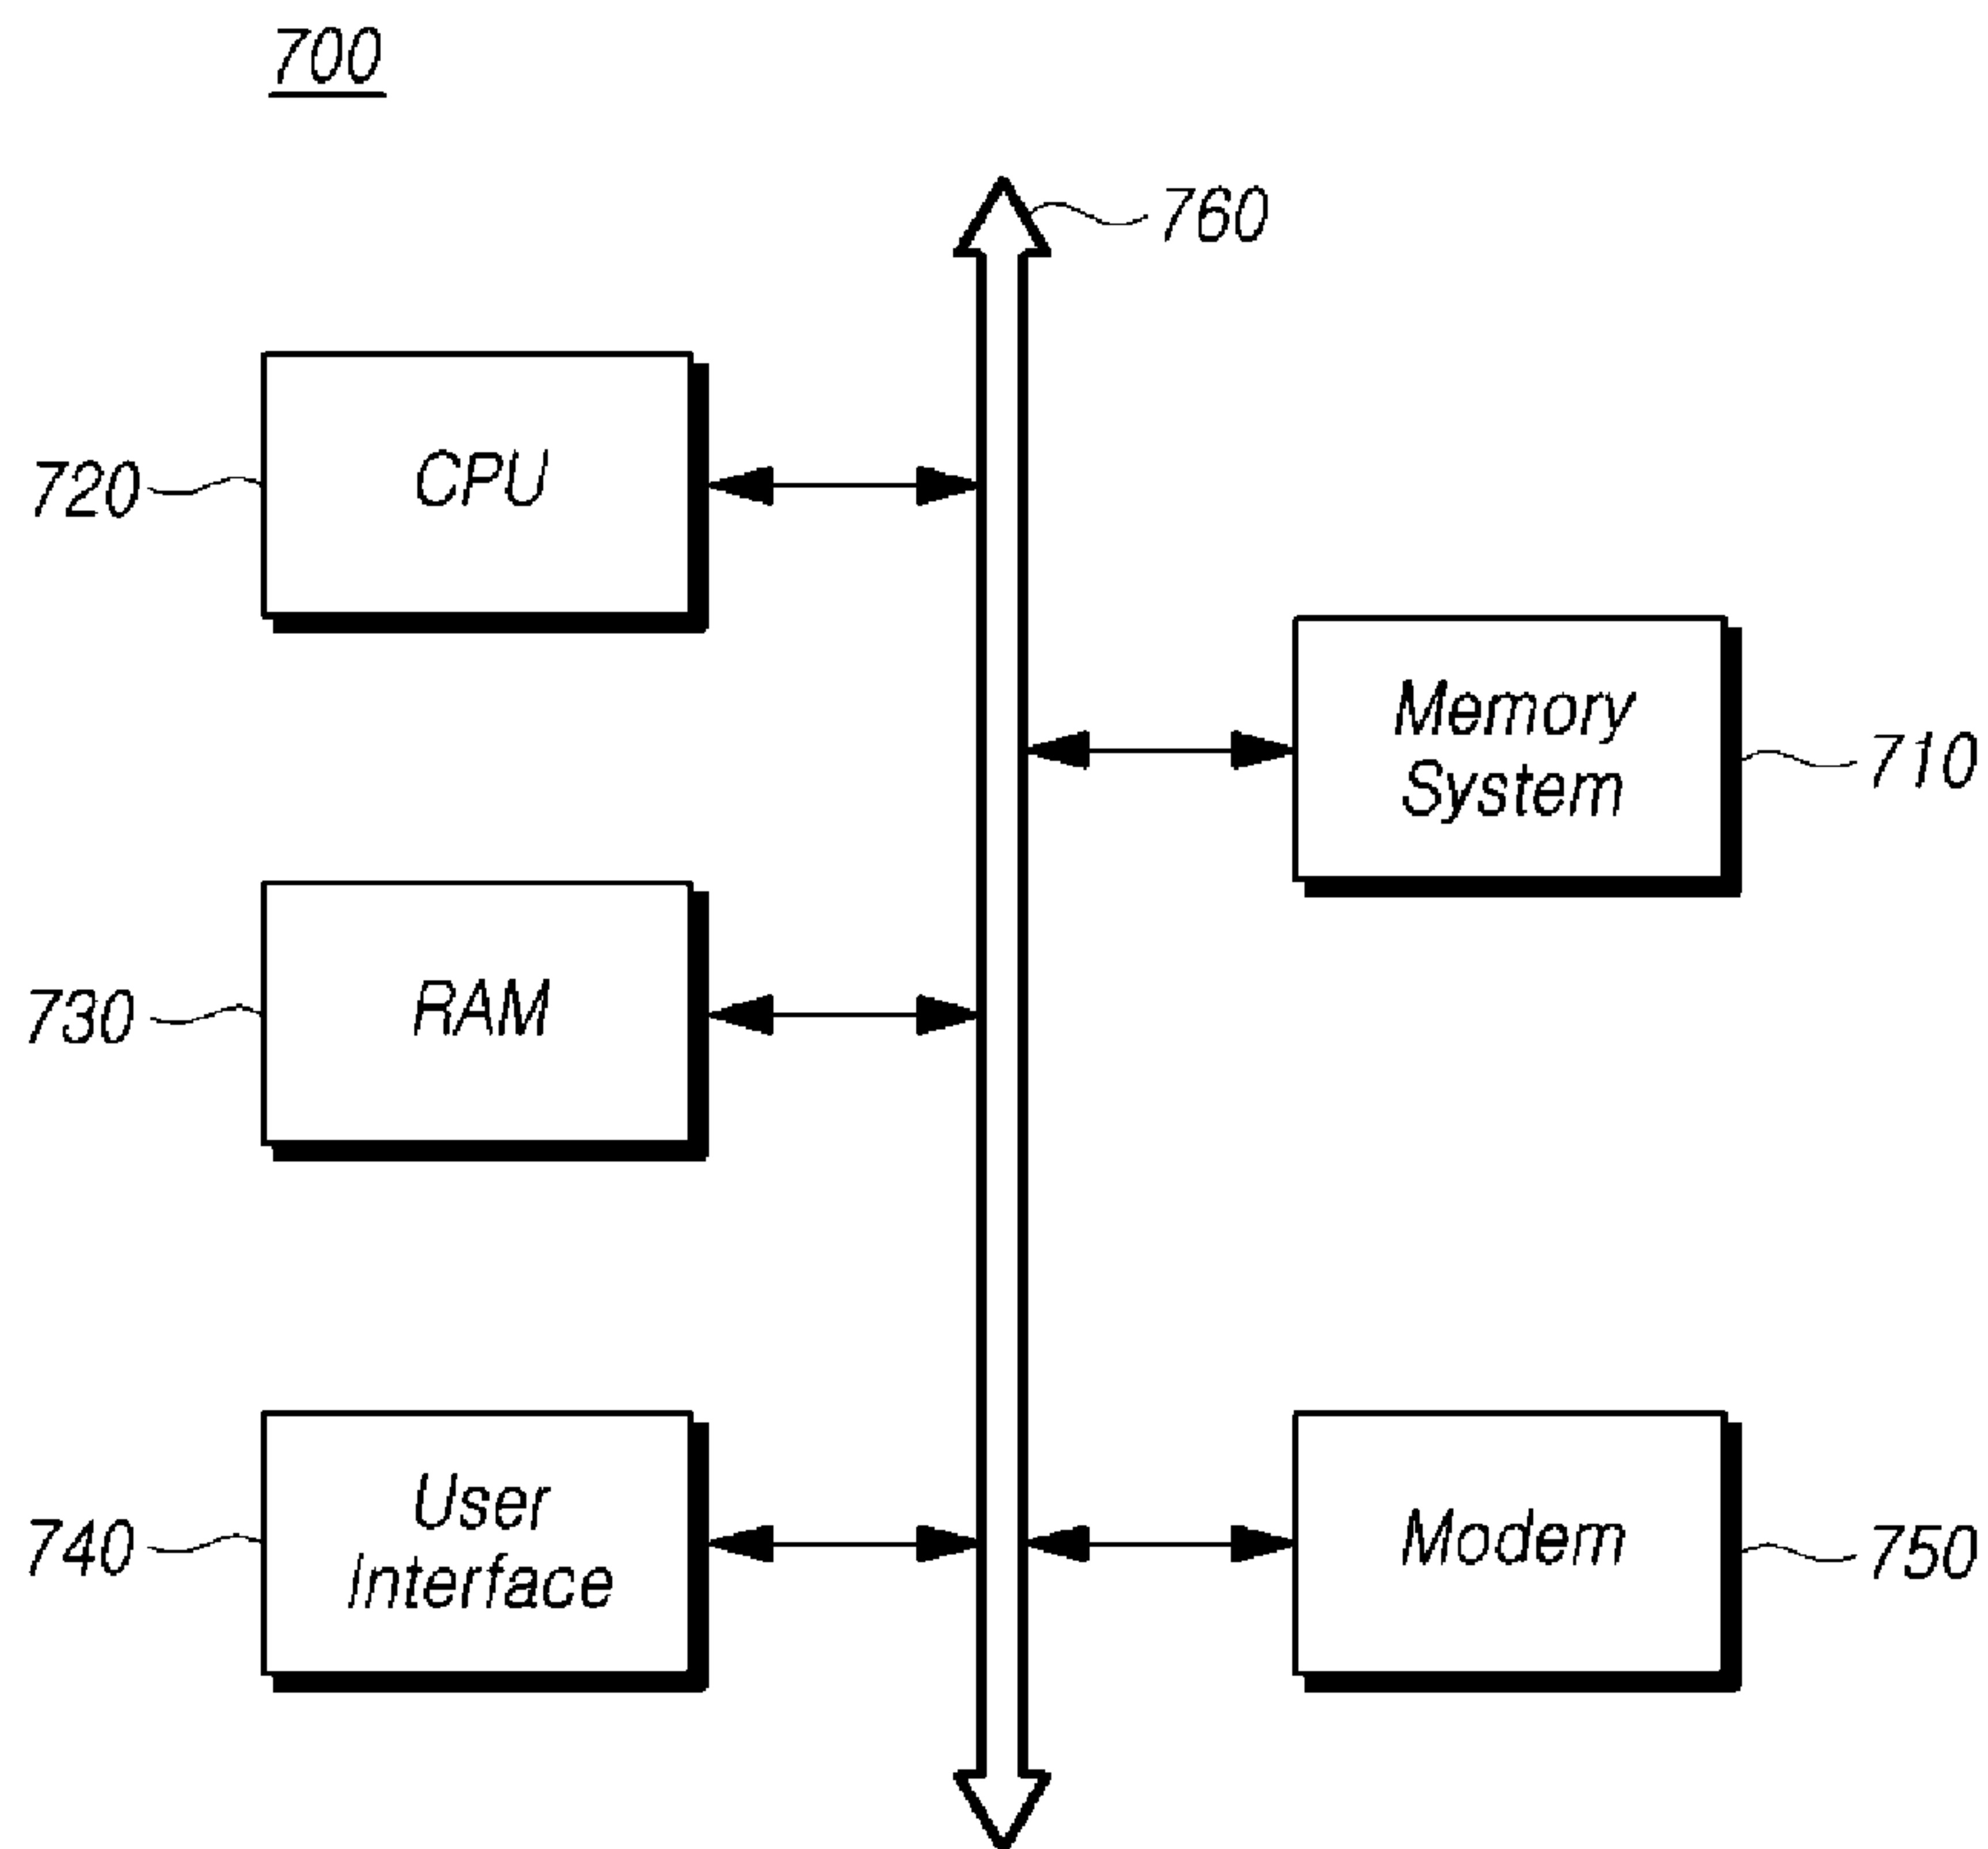 700
760
CPU
720
Memory
System
710
RAM
730
User
Interface
740
Modem
750